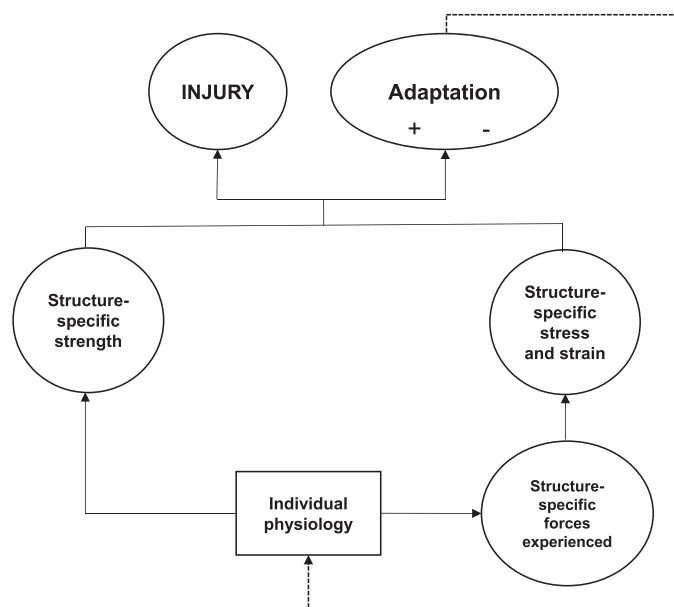 INJURY
Adaptation
+ -
Structure-
specific
strength
Structure-
specific
stress
and strain
Individual
physiology
Structure-
specific
forces
experienced